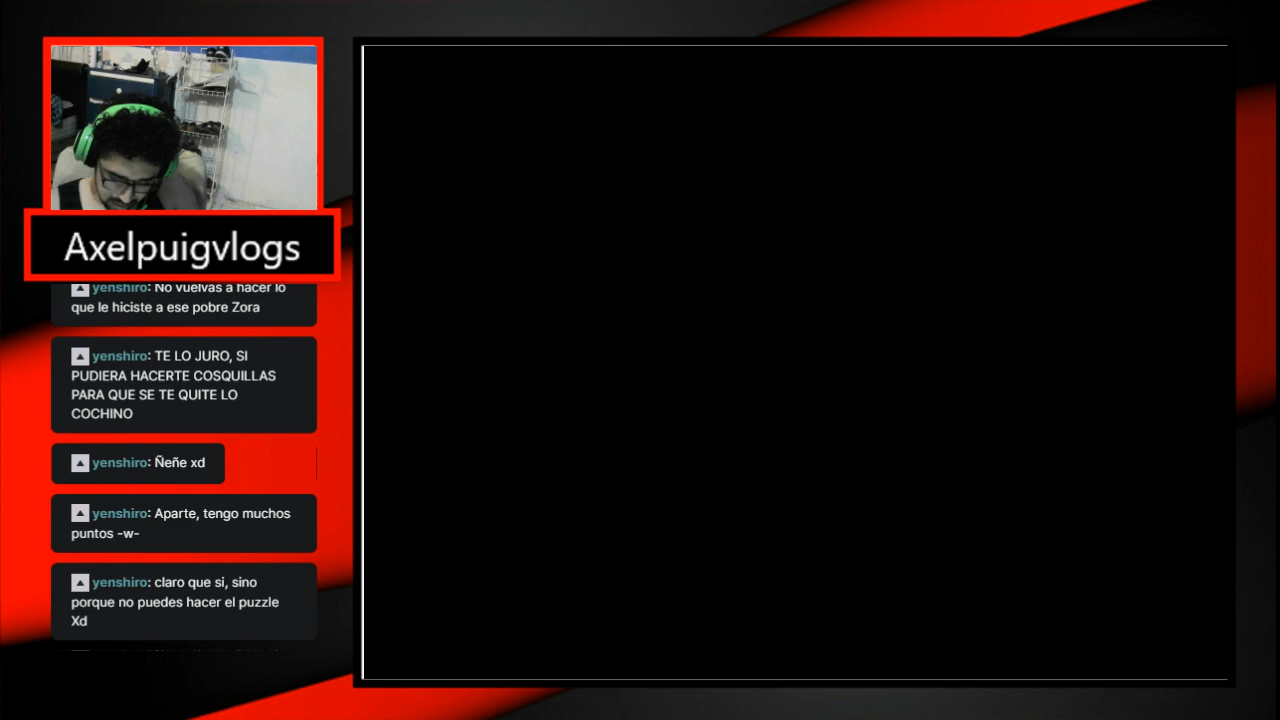 Axelpuigvlogs
yenshiro: No vuelvas a hacer lo
que le hiciste a ese pobre Zora
yenshiro: TE LO JURO, SI
PUDIERA HACERTE COSQUILLAS
PARA QUE SE TE QUITE LO
COCHINO
yenshiro: Ñeñe xd
yenshiro: Aparte, tengo muchos
puntos -w-
yenshiro: claro que si, sino
porque no puedes hacer el puzzle
Xd